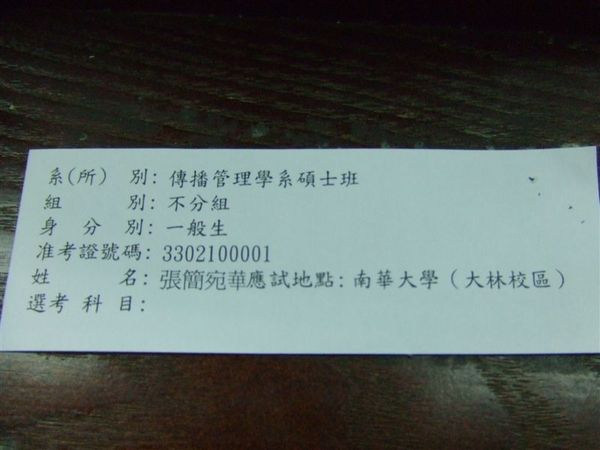 系(所) 別: 傳播管理學系碩士班
組 別: 不分組
身 分 別: 一般生
准考證號碼: 3302100001
姓 名: 張簡宛華應試地點: 南華大學（大林校區）
選考 科 目: